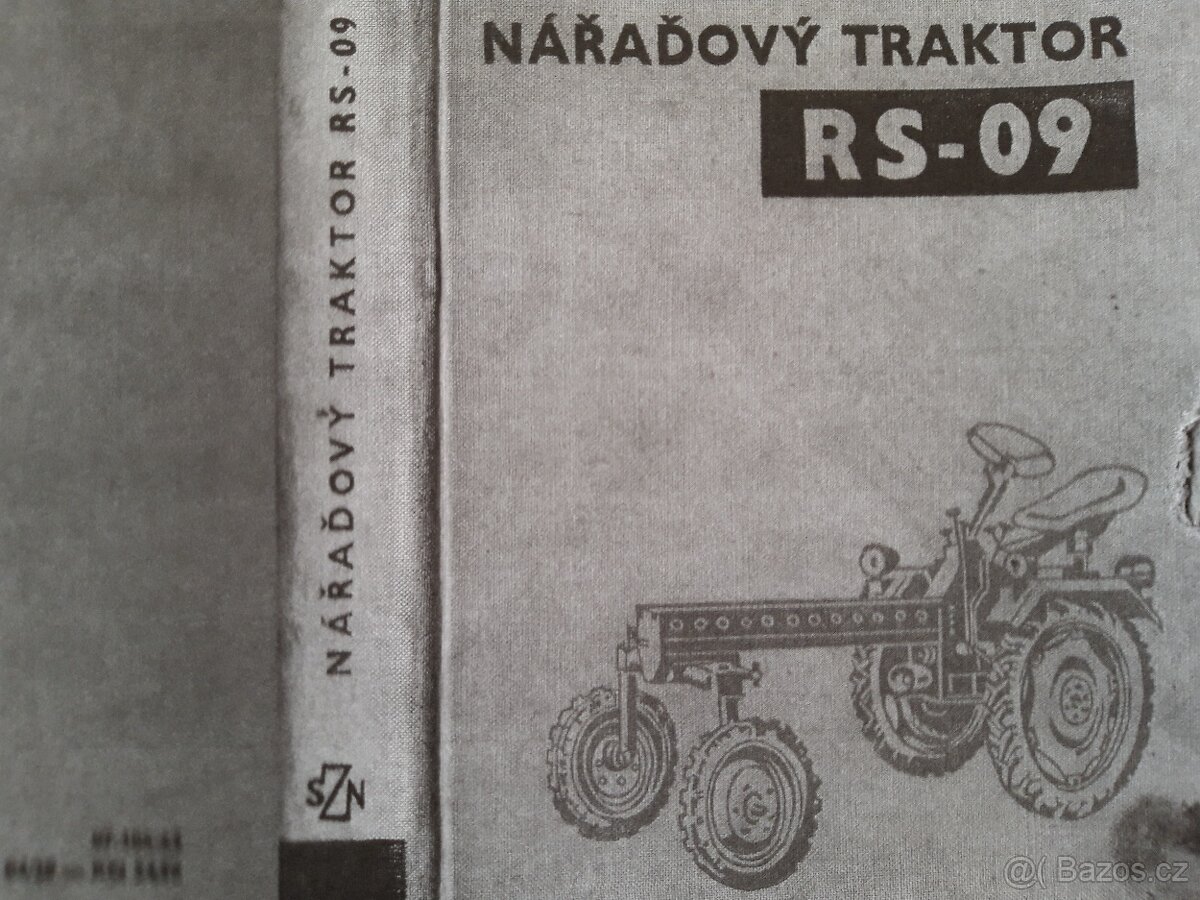 NÁŘAĎOVÝ TRAKTOR
RS-09
NÁŘAĎOVÝ TRAKTOR RS-09
SZN
@( Bazos.cz